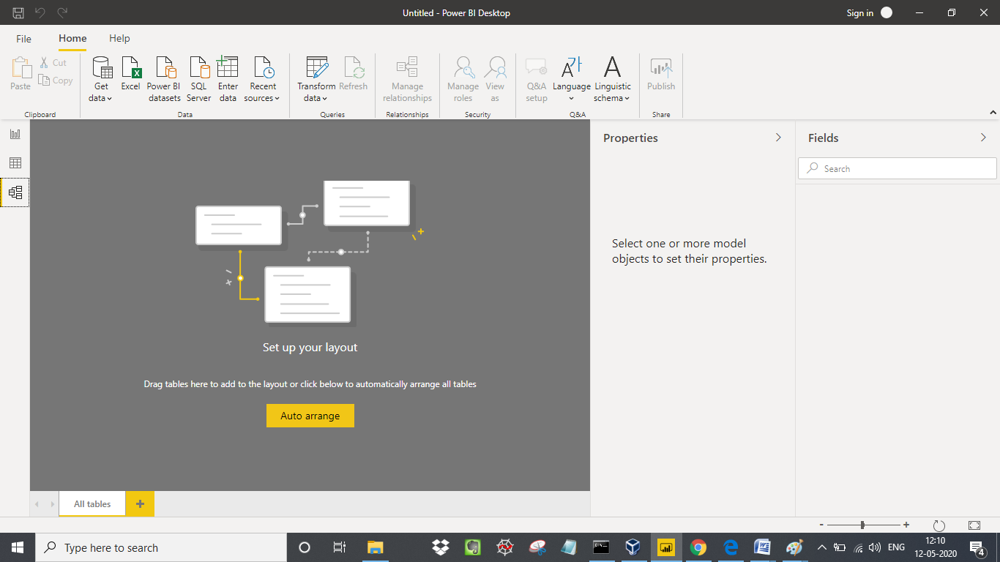 Untitled - Power BI Desktop
Sign in
File
Home
Help
Paste
Cut
Copy
Clipboard
Get data
Excel
Power BI datasets
SQL Server
Enter data
Recent sources
Data
Transform data
Refresh
Queries
Manage relationships
Relationships
Manage roles
View as
Security
Q&A setup
Language
Linguistic schema
Q&A
Publish
Share
Properties
Fields
Search
Select one or more model
objects to set their properties.
Set up your layout
Drag tables here to add to the layout or click below to automatically arrange all tables
Auto arrange
All tables
+
- +
Type here to search
ENG
12:10
12-05-2020
4